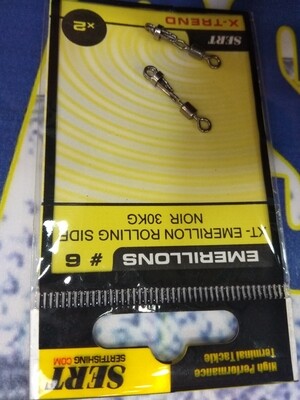 High Performance
Terminal Tackle
SERT
SERTFISHING.COM
EMERILLONS # 6
XT- EMERILLON ROLLING SIDE
NOIR 30KG
SERT
X-TREND
x2